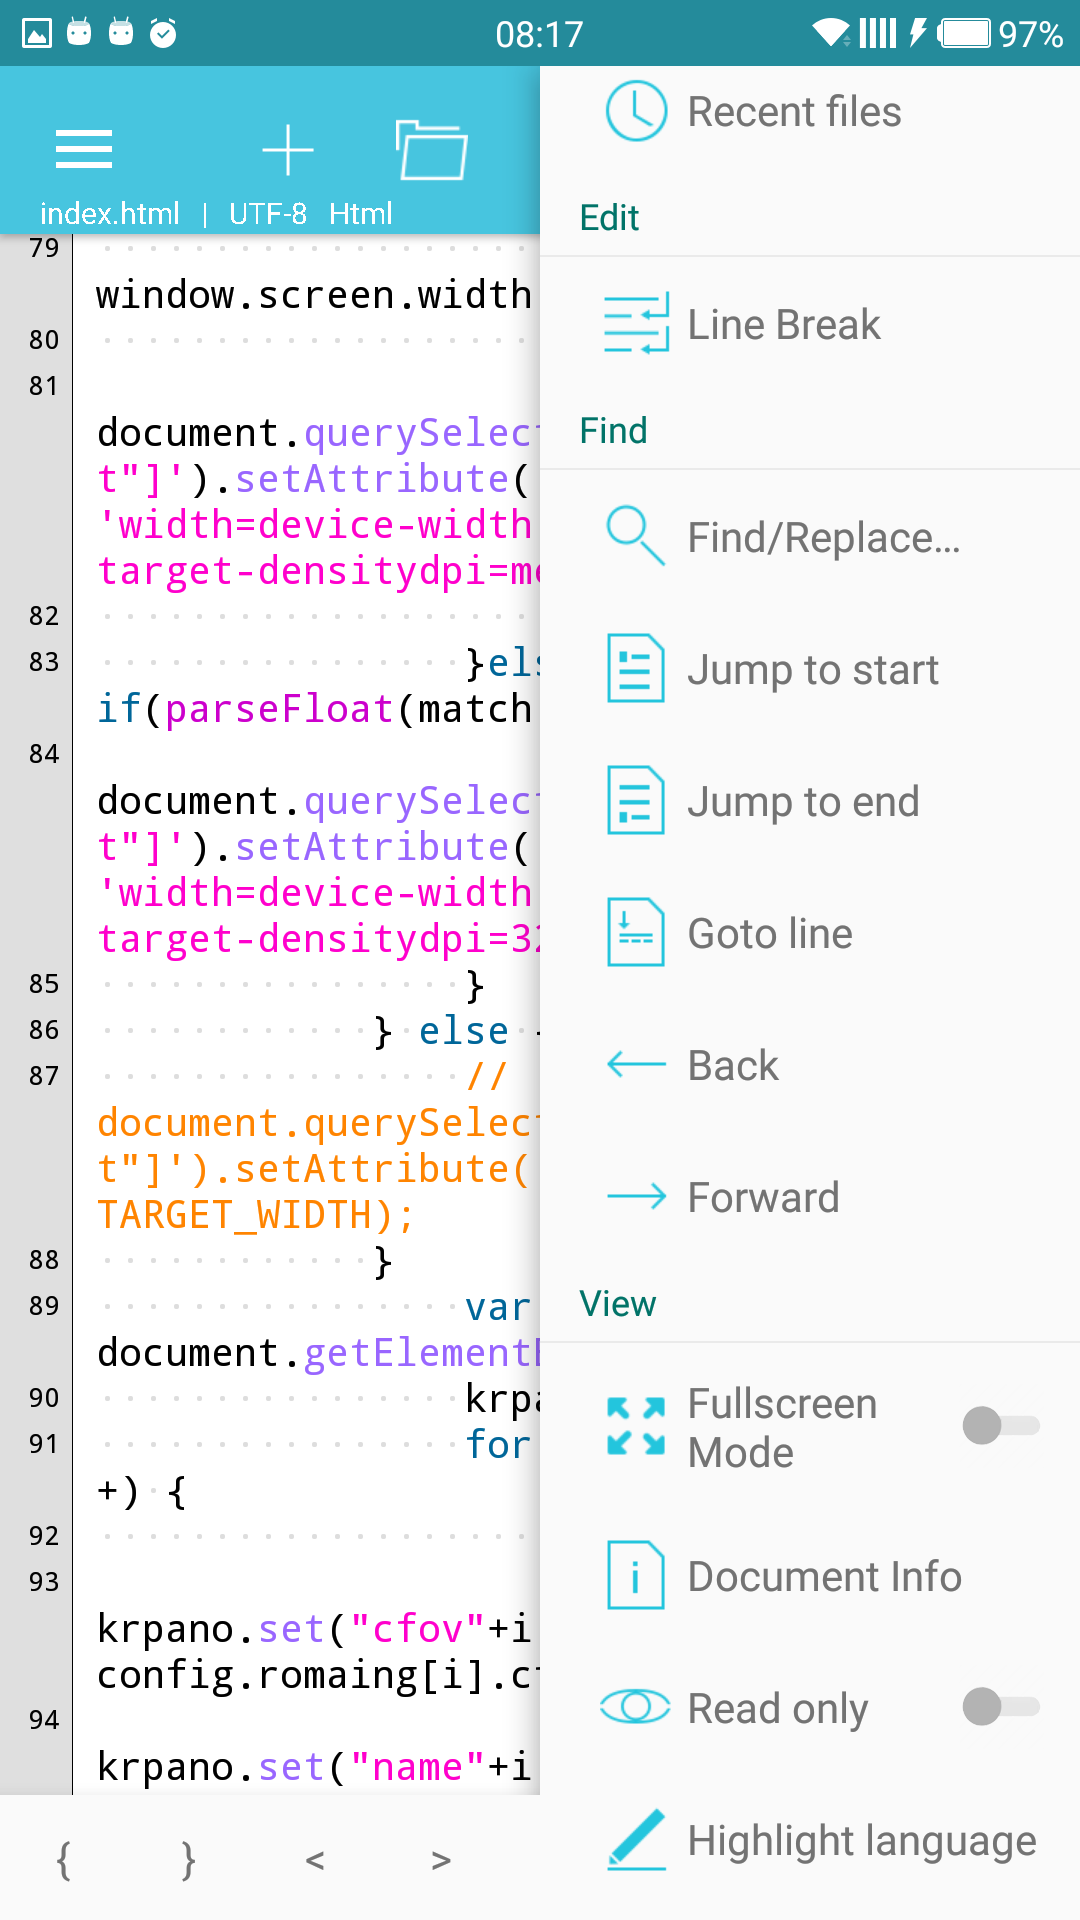 08:17 97%
index.html | UTF-8 Html
79
window.screen.width
80
81
document.querySelect
t"]').setAttribute(
'width=device-width
target-densitydpi=m
82
83 }els
if(parseFloat(match
84
document.querySelect
t"]').setAttribute(
'width=device-width
target-densitydpi=32
85 }
86 } else
87 //
document.querySelect
t"]').setAttribute(
TARGET_WIDTH);
88 }
89 var
document.getElement
90 krpa
91 for
+) {
92
93
krpano.set("cfov"+i
config.romaing[i].c
94
krpano.set("name"+i
{ } < >
Recent files
Edit
Line Break
Find
Find/Replace...
Jump to start
Jump to end
Goto line
Back
Forward
View
Fullscreen
Mode
Document Info
Read only
Highlight language